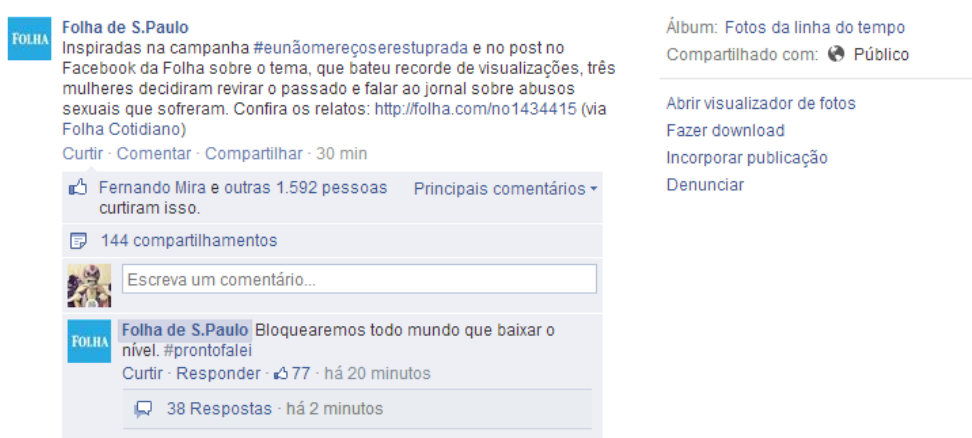 FOLHA
Folha de S.Paulo
Inspiradas na campanha #eunãomereçoserestuprada e no post no
Facebook da Folha sobre o tema, que bateu recorde de visualizações, três
mulheres decidiram revirar o passado e falar ao jornal sobre abusos
sexuais que sofreram. Confira os relatos: http://folha.com/no1434415 (via
Folha Cotidiano)
Curtir · Comentar · Compartilhar · 30 min
Fernando Mira e outras 1.592 pessoas
curtiram isso.
Principais comentários
144 compartilhamentos
Escreva um comentário...
FOLHA
Folha de S.Paulo Bloquearemos todo mundo que baixar o
nível. #prontofalei
Curtir · Responder · 77 · há 20 minutos
38 Respostas · há 2 minutos
Álbum: Fotos da linha do tempo
Compartilhado com: Público
Abrir visualizador de fotos
Fazer download
Incorporar publicação
Denunciar